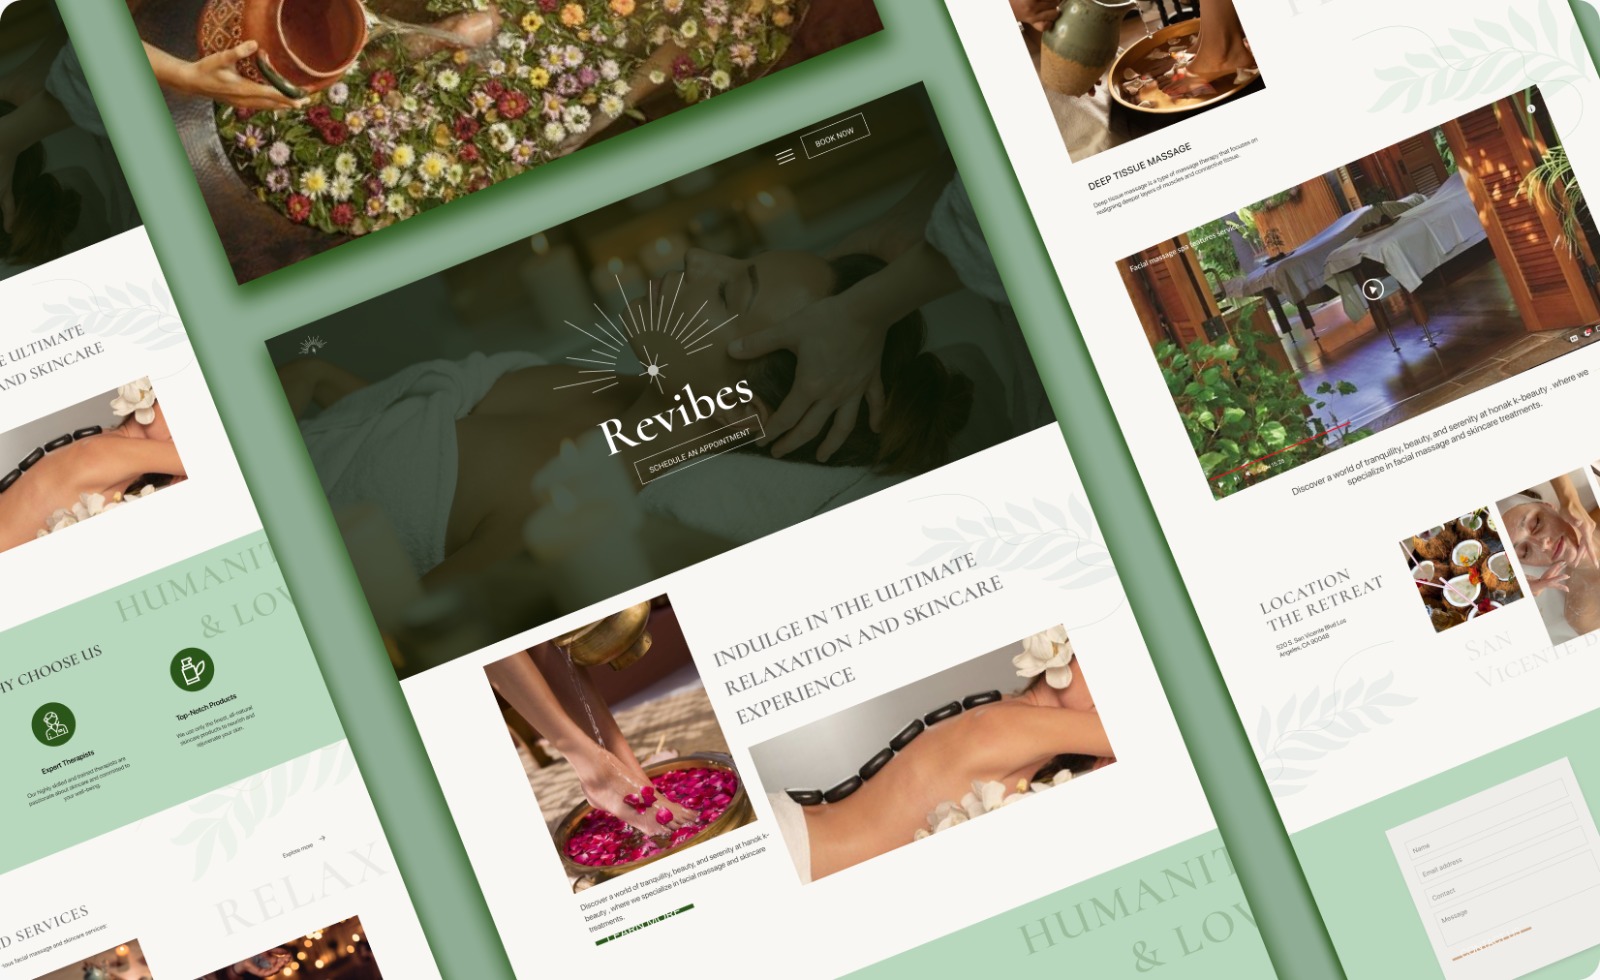 E ULTIMATE
AND SKINCARE
HUMANIT
& LOV
HY CHOOSE US
Expert Therapists
Our highly skilled and trained therapists are
passionate about skincare and committed to
your well-being.
Top-Notch Products
We use only the finest, all-natural
skincare products to nourish and
rejuvenate your skin.
Explore more
RELAX
D SERVICES
Your facial massage and skincare services:
BOOK NOW
Revibes
SCHEDULE AN APPOINTMENT
INDULGE IN THE ULTIMATE
RELAXATION AND SKINCARE
EXPERIENCE
Discover a world of tranquility, beauty, and serenity at honak k-
beauty , where we specialize in facial massage and skincare
treatments.
LEARN MORE
HUMANIT
& LOV
DEEP TISSUE MASSAGE
Deep tissue massage is a type of massage therapy that focuses on
realigning deeper layers of muscles and connective tissue.
Facial massage spa features service
Discover a world of tranquility, beauty, and serenity at honak k-beauty , where we
specialize in facial massage and skincare treatments.
LOCATION
THE RETREAT
520 S. San Vicente Blvd Los
Angeles, CA 90048
SAN
VICENTE B
Name
Email address
Contact
Message